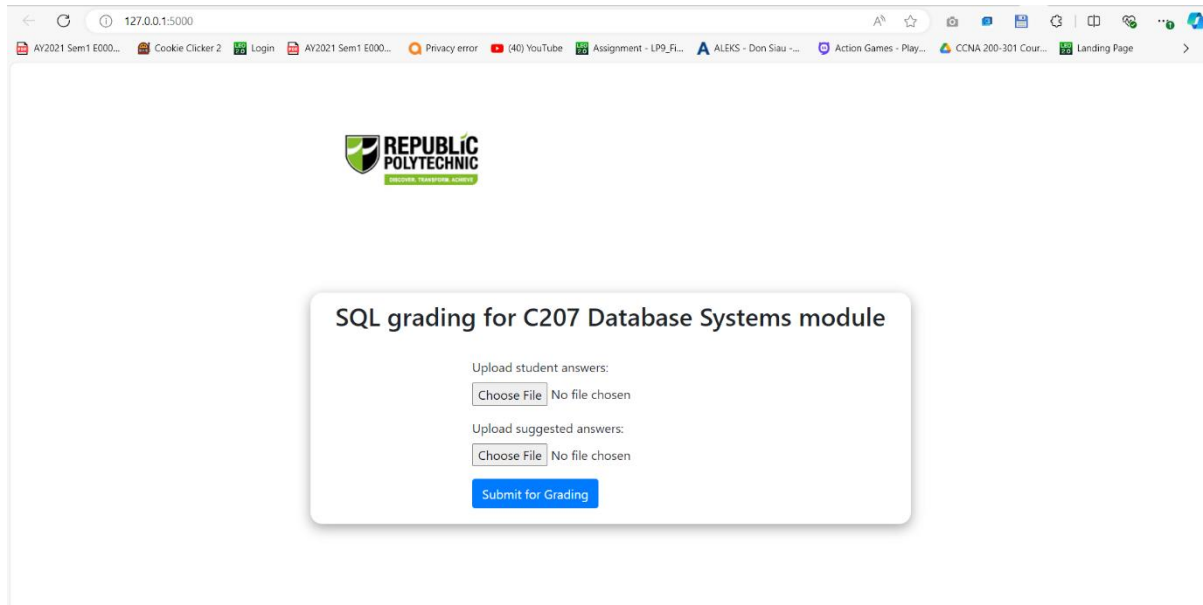 127.0.0.1:5000
AY2021 Sem1 E000... Cookie Clicker 2 Login AY2021 Sem1 E000... Privacy error (40) YouTube Assignment - LP9_Fi... ALEKS - Don Siau -... Action Games - Play... CCNA 200-301 Cour... Landing Page
REPUBLIC
POLYTECHNIC
DISCOVER. TRANSFORM. ACHIEVE
SQL grading for C207 Database Systems module
Upload student answers:
Choose File No file chosen
Upload suggested answers:
Choose File No file chosen
Submit for Grading